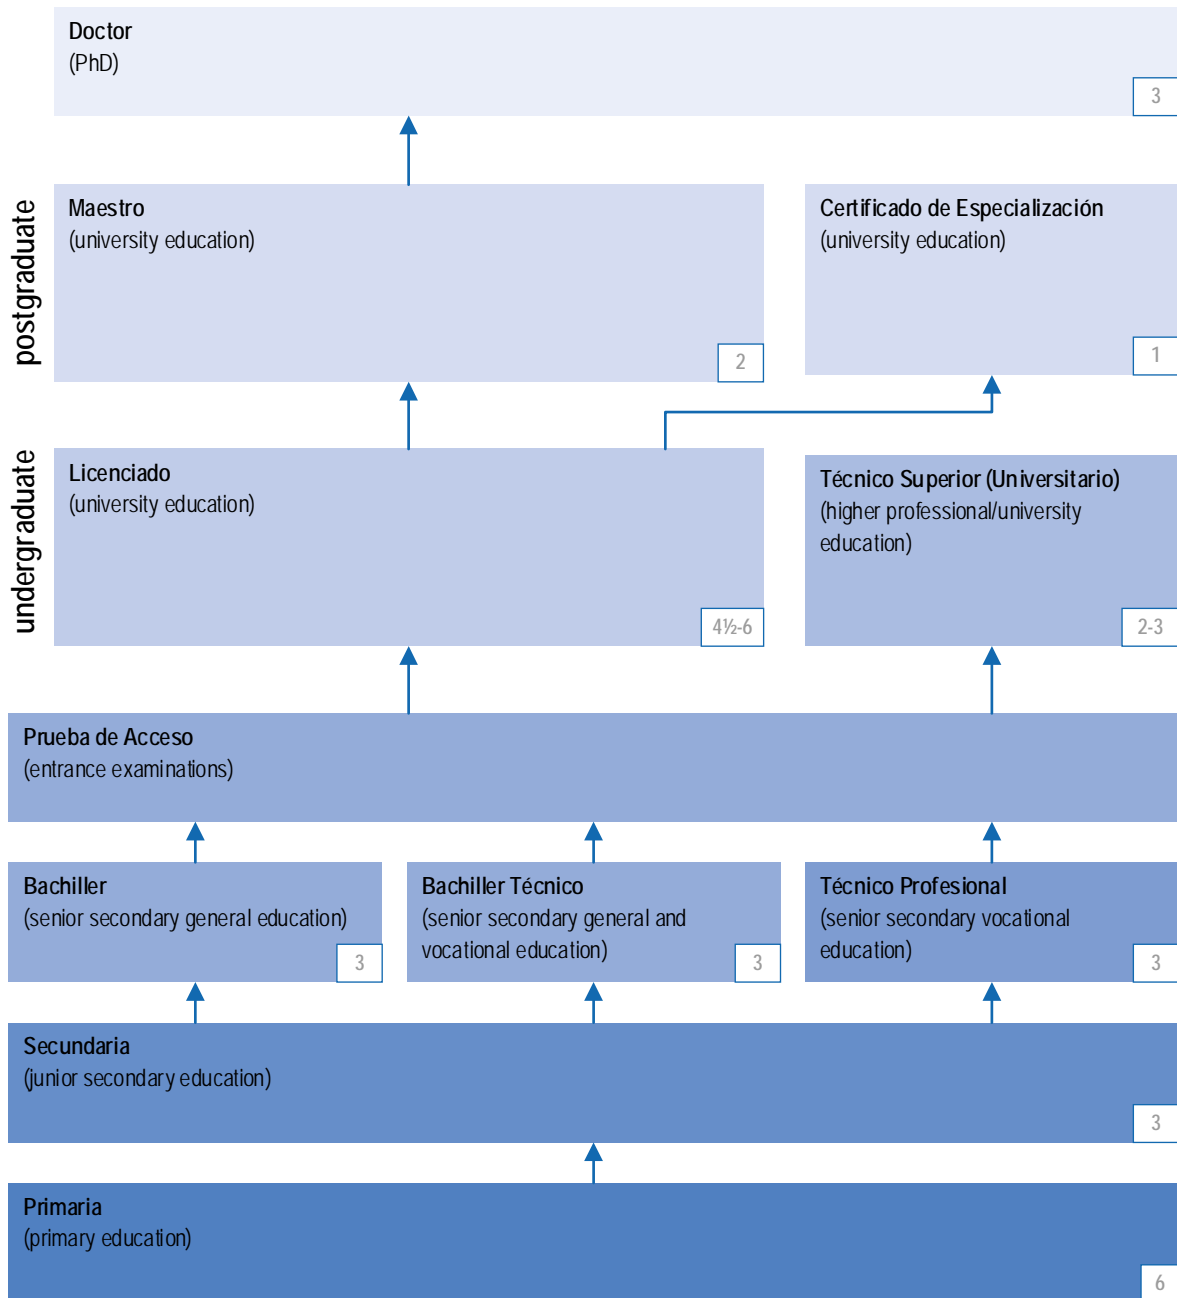 Doctor
(PhD)
3
postgraduate
Maestro
(university education)
2
Certificado de Especialización
(university education)
1
undergraduate
Licenciado
(university education)
4½-6
Técnico Superior (Universitario)
(higher professional/university
education)
2-3
Prueba de Acceso
(entrance examinations)
Bachiller
(senior secondary general education)
3
Bachiller Técnico
(senior secondary general and
vocational education)
3
Técnico Profesional
(senior secondary vocational
education)
3
Secundaria
(junior secondary education)
3
Primaria
(primary education)
6